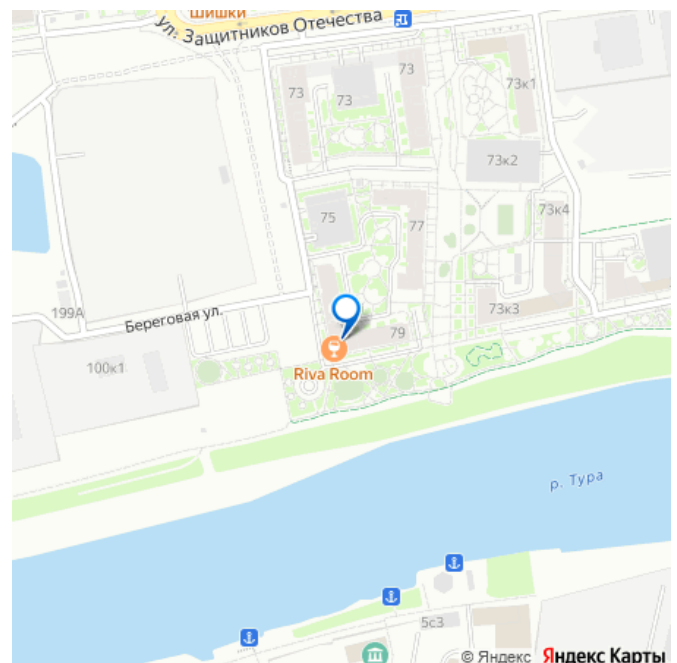 Шишки
ул. Защитников Отечества
73
73
73
73к1
73к2
75
77
73к4
199А
Береговая ул.
73к3
79
100к1
Riva Room
р. Тура
5с3
© Яндекс Яндекс Карты